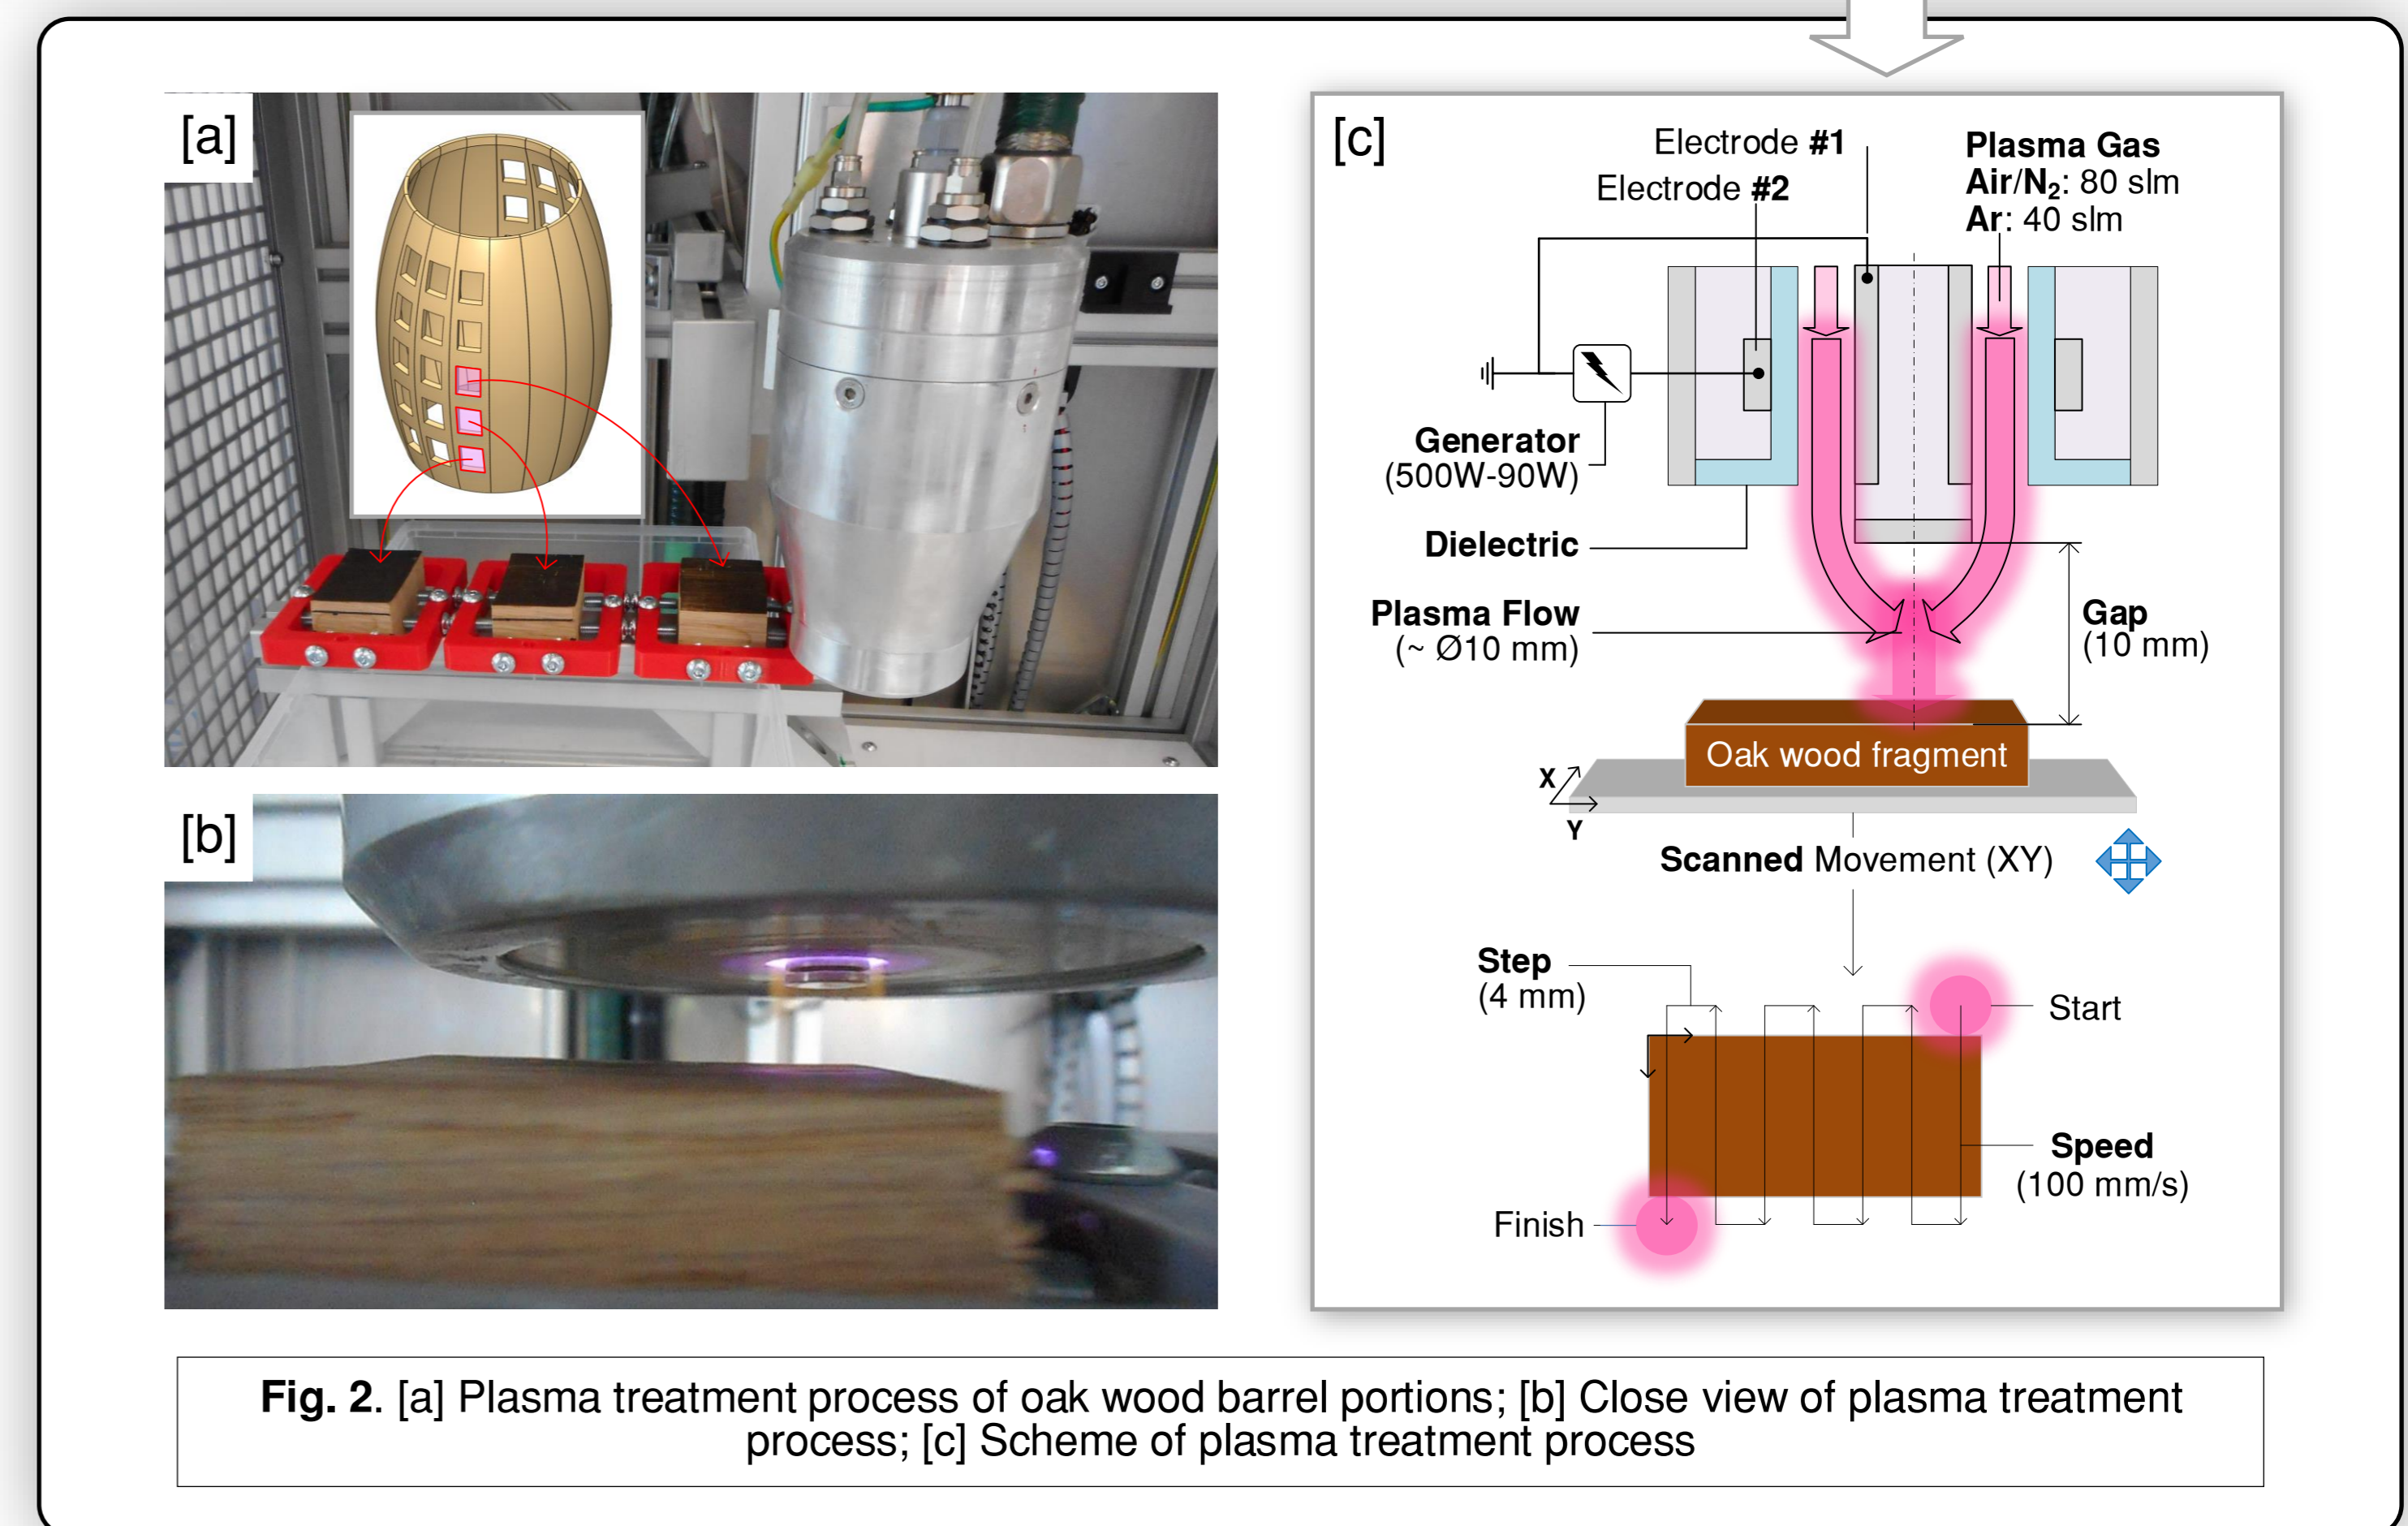 [a]
[b]
[c]
Electrode #1
Electrode #2
Plasma Gas
Air/N₂: 80 slm
Ar: 40 slm
Generator
(500W-90W)
Dielectric
Plasma Flow
(~ Ø10 mm)
Gap
(10 mm)
Oak wood fragment
X
Y
Scanned Movement (XY)
Step
(4 mm)
Start
Speed
(100 mm/s)
Finish
Fig. 2. [a] Plasma treatment process of oak wood barrel portions; [b] Close view of plasma treatment
process; [c] Scheme of plasma treatment process